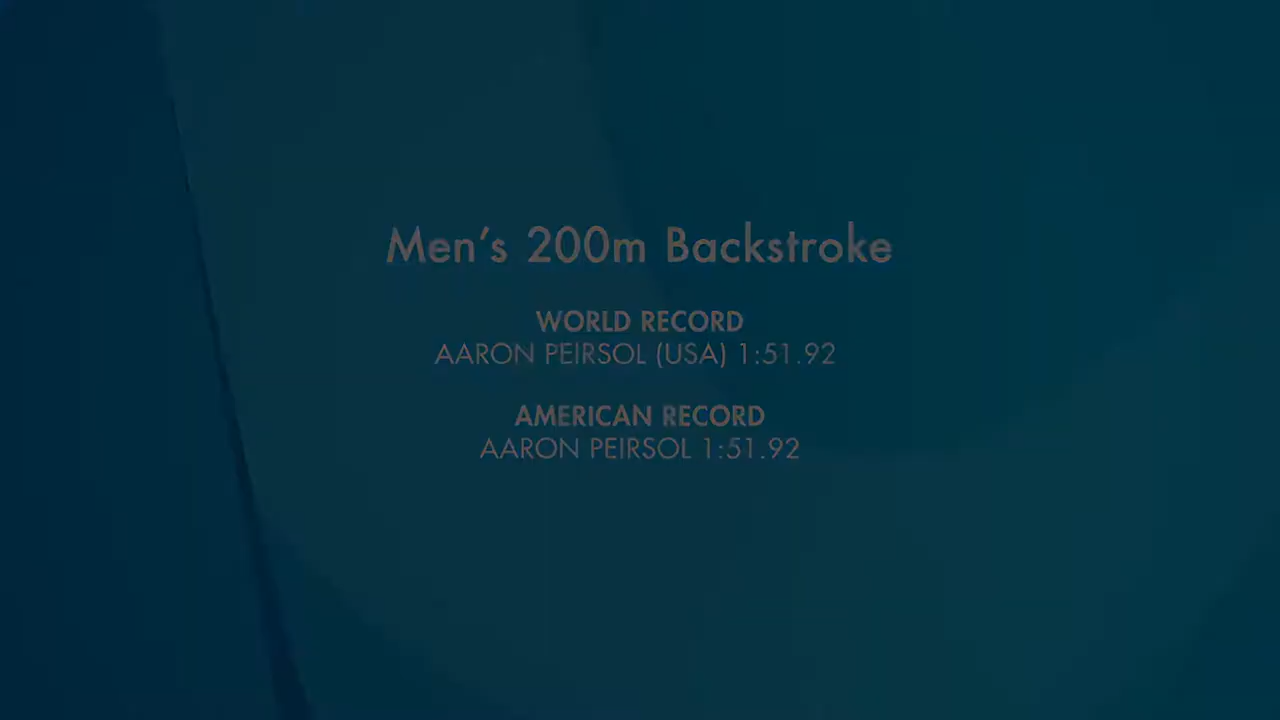 Men’s 200m Backstroke
WORLD RECORD
AARON PEIRSOL (USA) 1:51.92
AMERICAN RECORD
AARON PEIRSOL 1:51.92